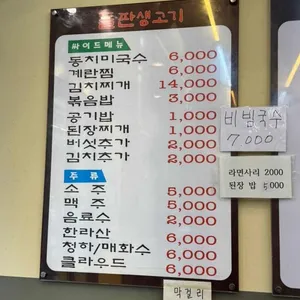 돌판생고기
싸이드메뉴
동치미국수 6,000
계란찜 6,000
김치찌개 14,000
볶음밥 3,000
공기밥 1,000
된장찌개 1,000
버섯추가 2,000
김치추가 2,000
주류
소주 5,000
맥주 5,000
음료수 2,000
한라산 6,000
청하/매화수 6,000
클라우드 6,000
비빔국수
7000
라면사리 2000
된장 밥 5,000
막걸리